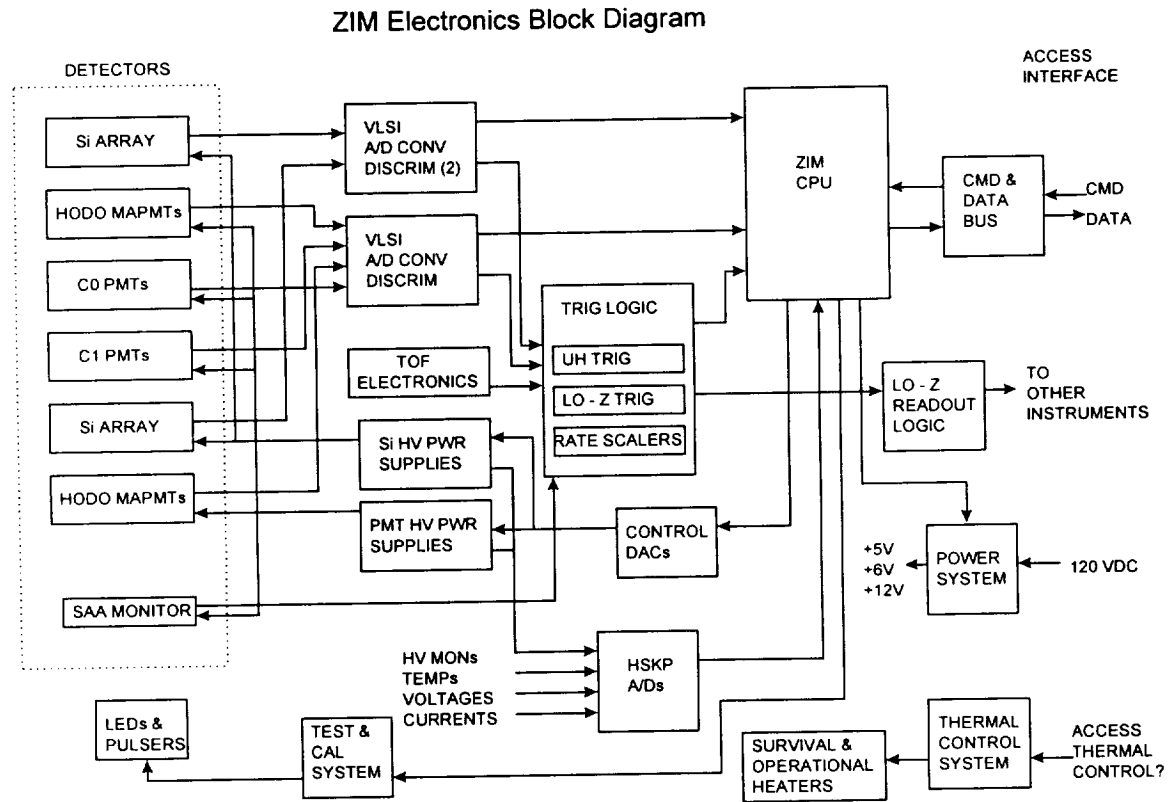 ZIM Electronics Block Diagram
DETECTORS
ACCESS
INTERFACE
Si ARRAY
HODO MAPMTs
C0 PMTs
C1 PMTs
Si ARRAY
HODO MAPMTs
SAA MONITOR
VLSI
A/D CONV
DISCRIM (2)
VLSI
A/D CONV
DISCRIM
TOF
ELECTRONICS
Si HV PWR
SUPPLIES
PMT HV PWR
SUPPLIES
TRIG LOGIC
UH TRIG
LO - Z TRIG
RATE SCALERS
CONTROL
DACs
ZIM
CPU
CMD &
DATA
BUS
CMD
DATA
LO - Z
READOUT
LOGIC
TO
OTHER
INSTRUMENTS
+5V
+6V
+12V
POWER
SYSTEM
120 VDC
HV MONs
TEMPs
VOLTAGES
CURRENTS
HSKP
A/Ds
LEDs &
PULSERS
TEST &
CAL
SYSTEM
SURVIVAL &
OPERATIONAL
HEATERS
THERMAL
CONTROL
SYSTEM
ACCESS
THERMAL
CONTROL?